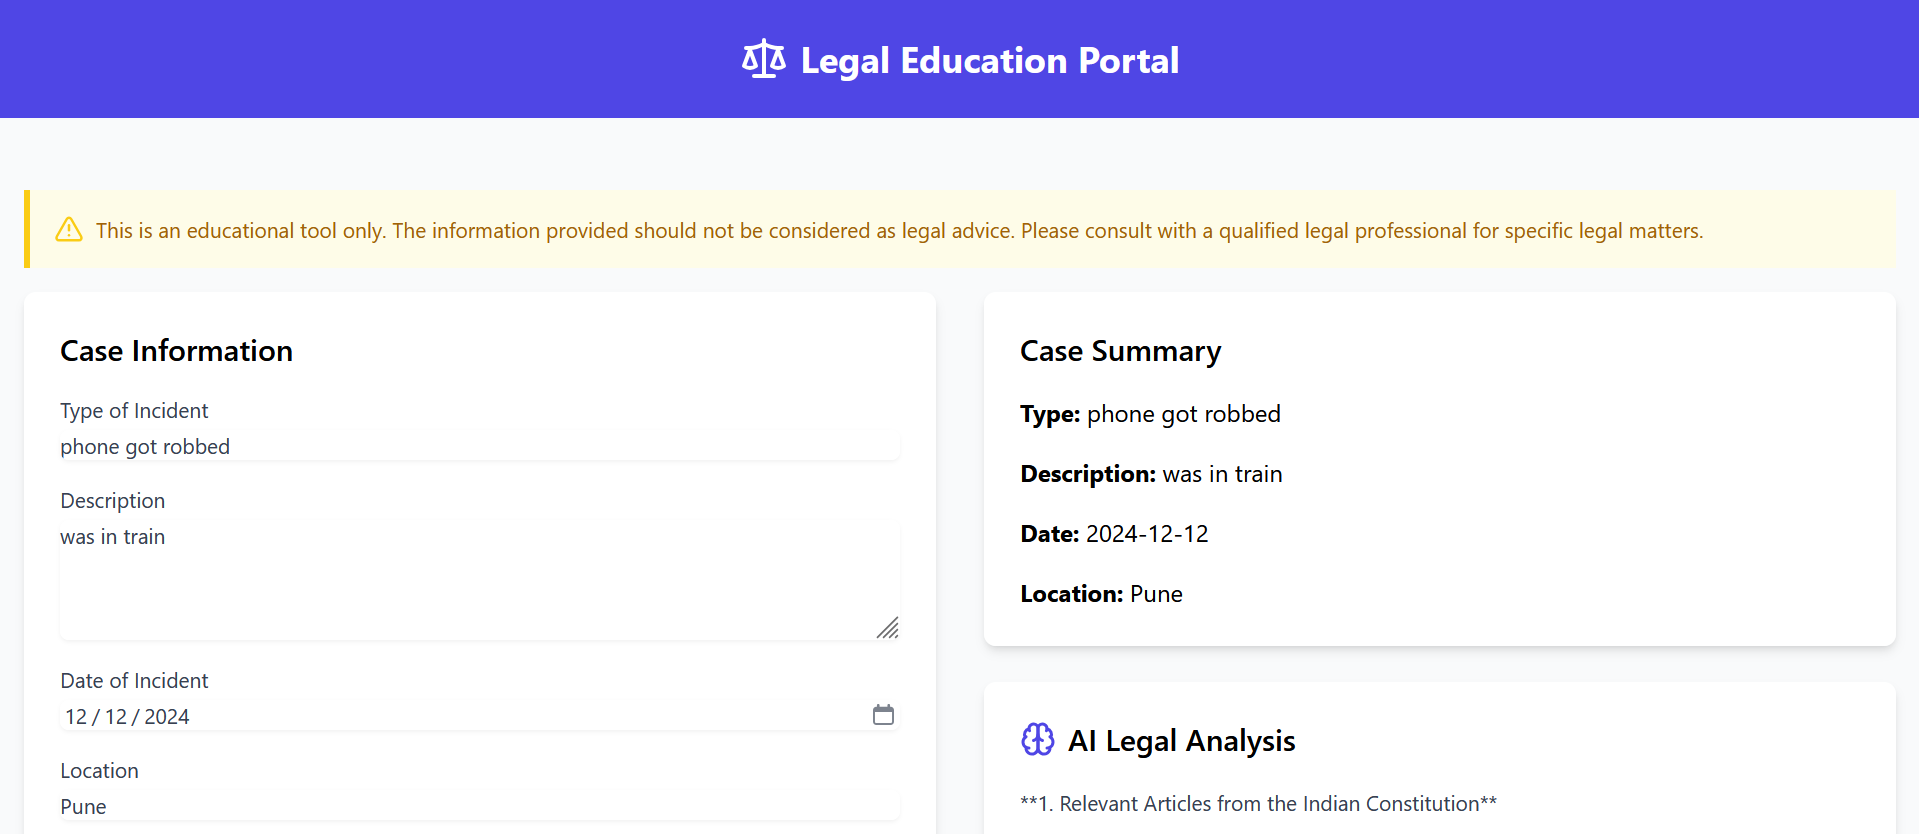 Legal Education Portal
This is an educational tool only. The information provided should not be considered as legal advice. Please consult with a qualified legal professional for specific legal matters.
Case Information
Type of Incident
phone got robbed
Description
was in train
Date of Incident
12 / 12 / 2024
Location
Pune
Case Summary
Type: phone got robbed
Description: was in train
Date: 2024-12-12
Location: Pune
AI Legal Analysis
**1. Relevant Articles from the Indian Constitution**